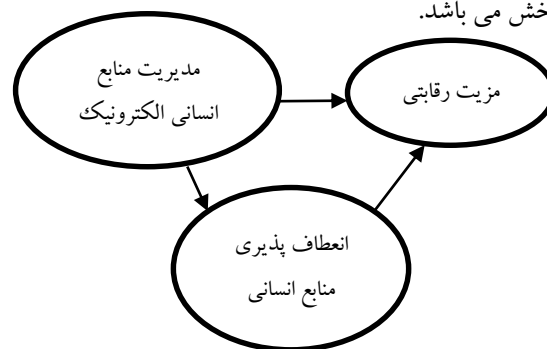 خش می باشد.
مدیریت منابع
انسانی الکترونیک
مزیت رقابتی
انعطاف پذیری
منابع انسانی